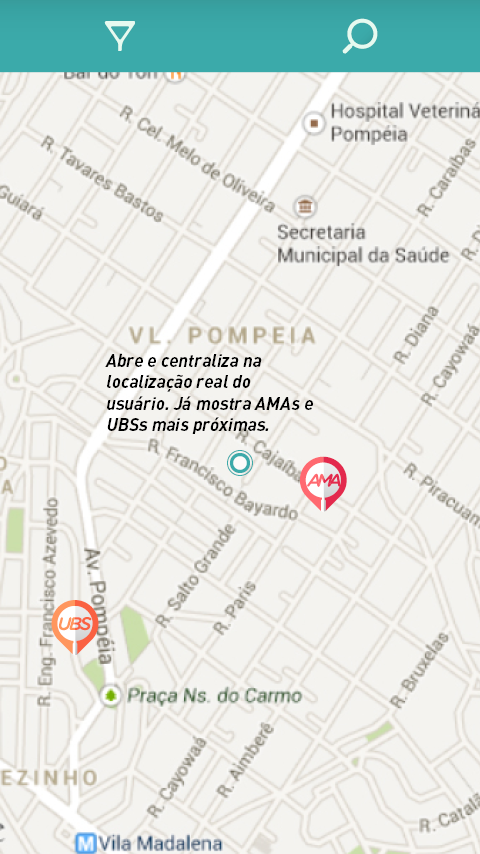 Bar do Ton
Hospital Veteriná
Pompéia
R. Cel. Melo de Oliveira
R. Tavares Bastos
Guiará
R. Caraíbas
Secretaria
Municipal da Saúde
R. Diana
R. Cayowaá
VL. POMPEIA
Abre e centraliza na
localização real do
usuário. Já mostra AMAs e
UBSs mais próximas.
R. Cajaíba
R. Francisco Bayardo
AMA
R. Piracuam
R. Eng. Francisco Azevedo
Av. Pompéia
R. Salto Grande
R. Paris
UBS
R. Bruxelas
Praça Ns. do Carmo
R. Cayowaá
R. Aimberê
EZINHO
R. Catalã
M Vila Madalena